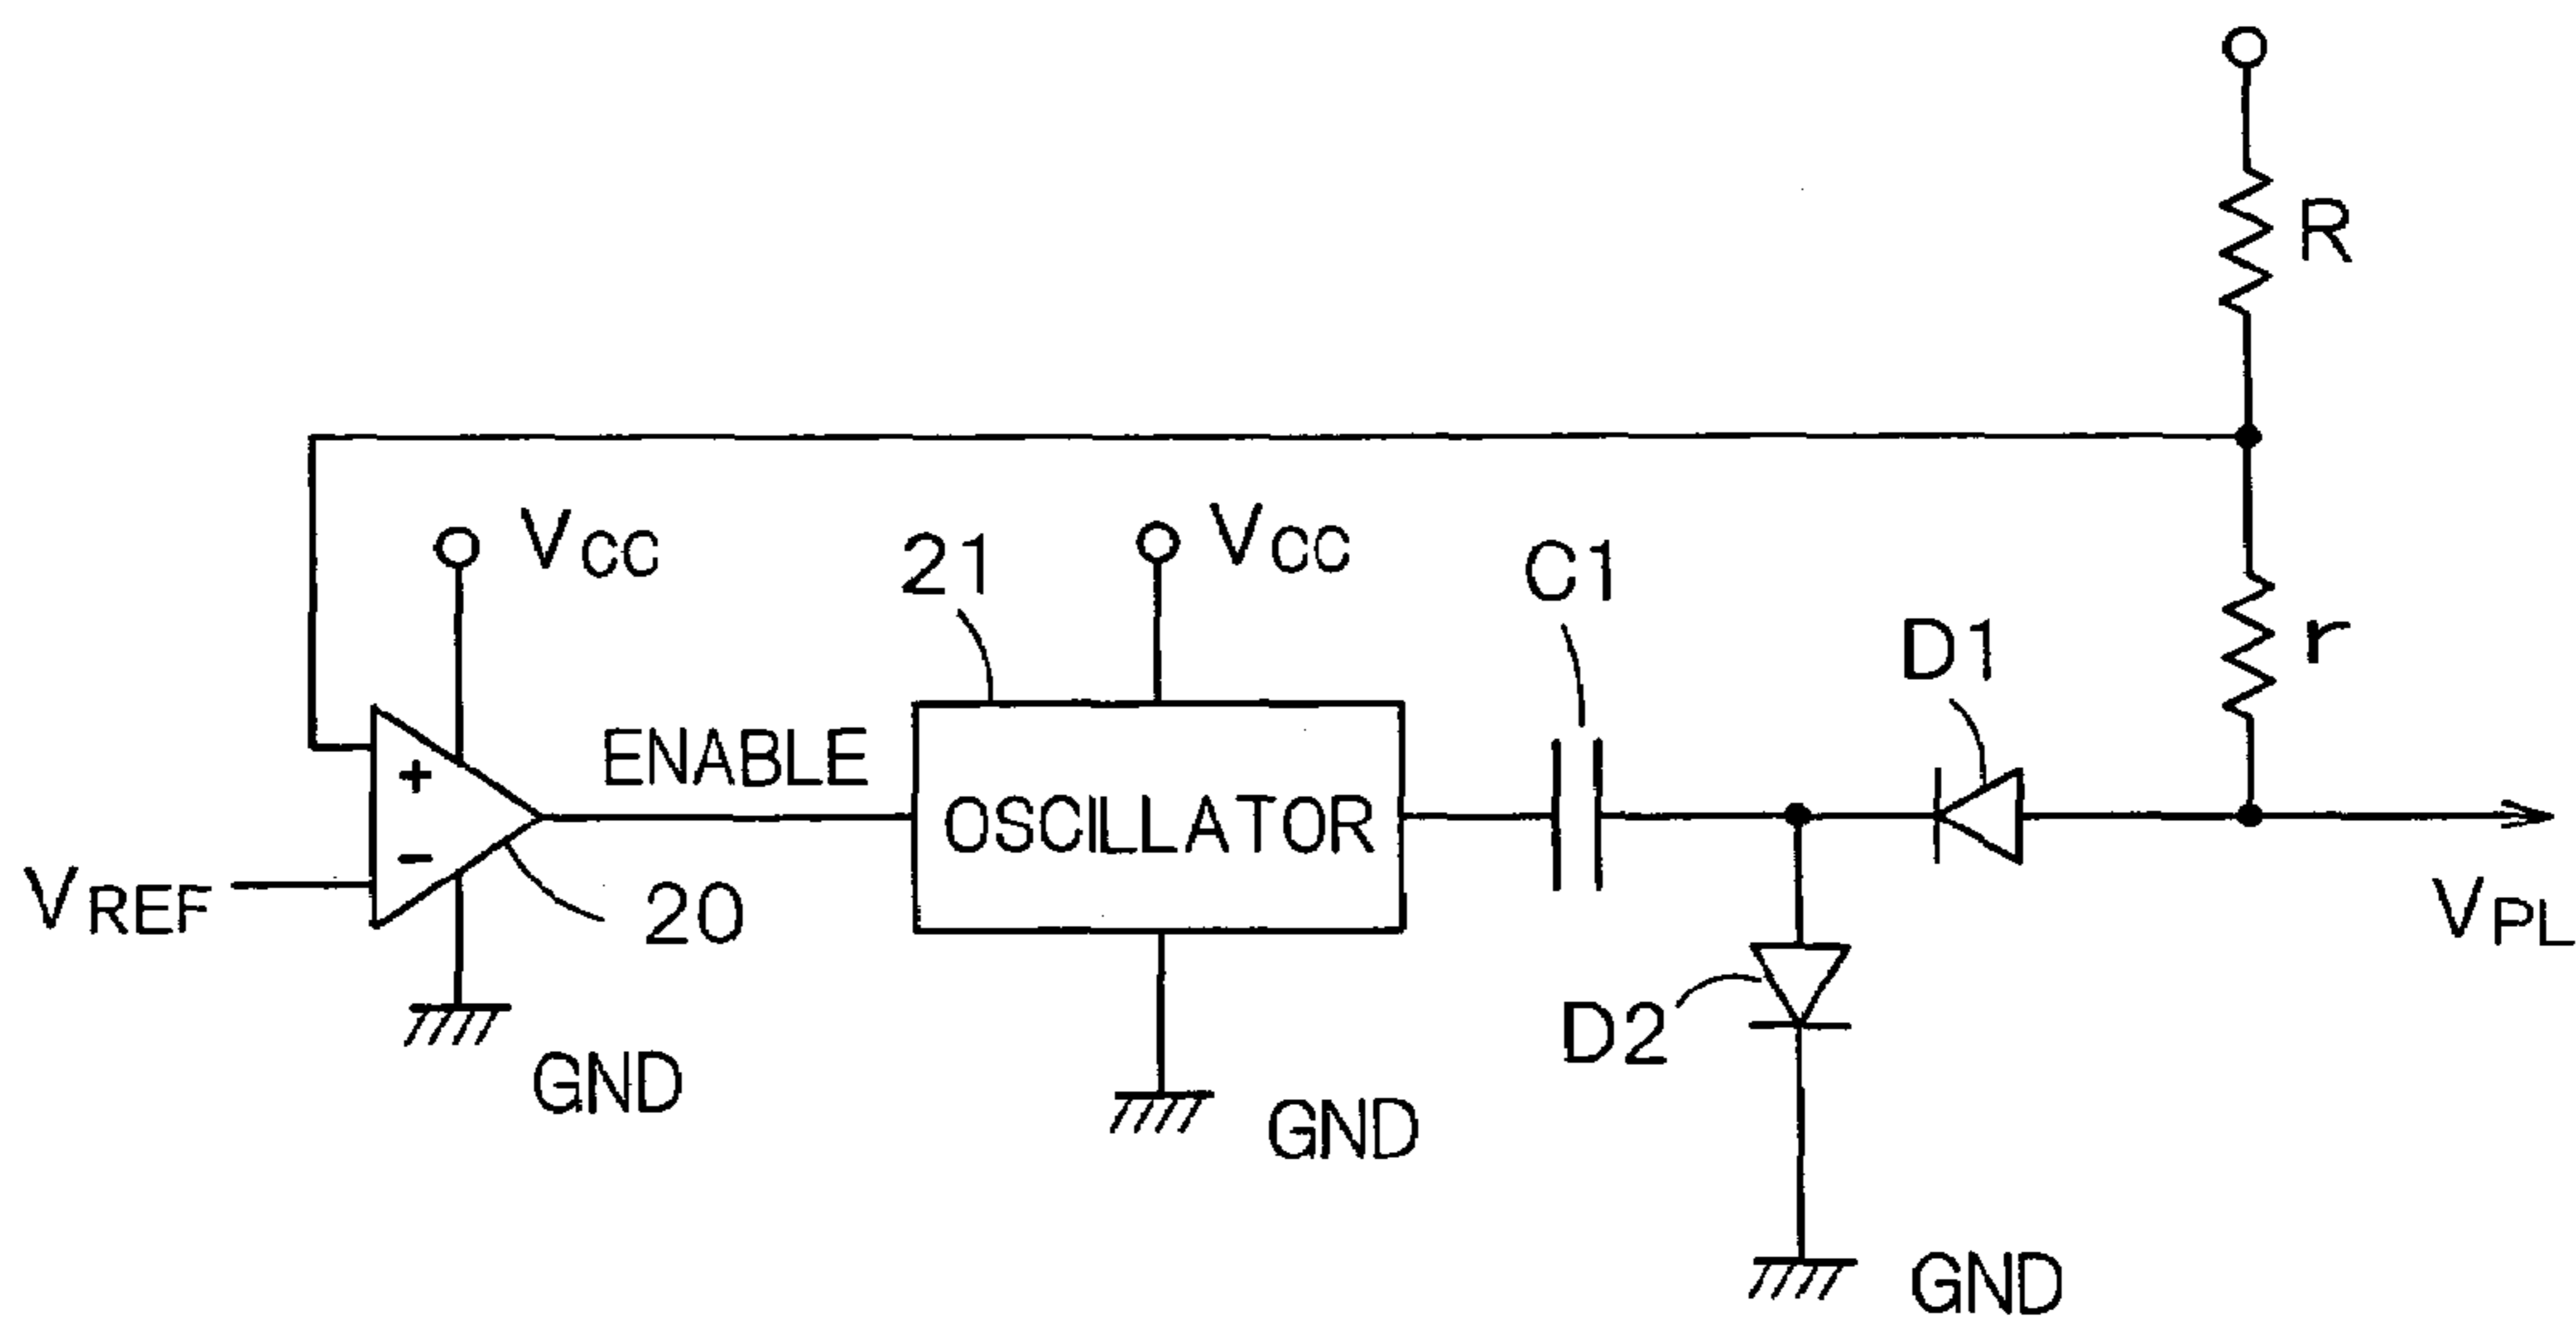 R
VCC
VCC
21
C1
D1
r
+
ENABLE
OSCILLATOR
−
VREF
20
VPL
D2
GND
GND
GND